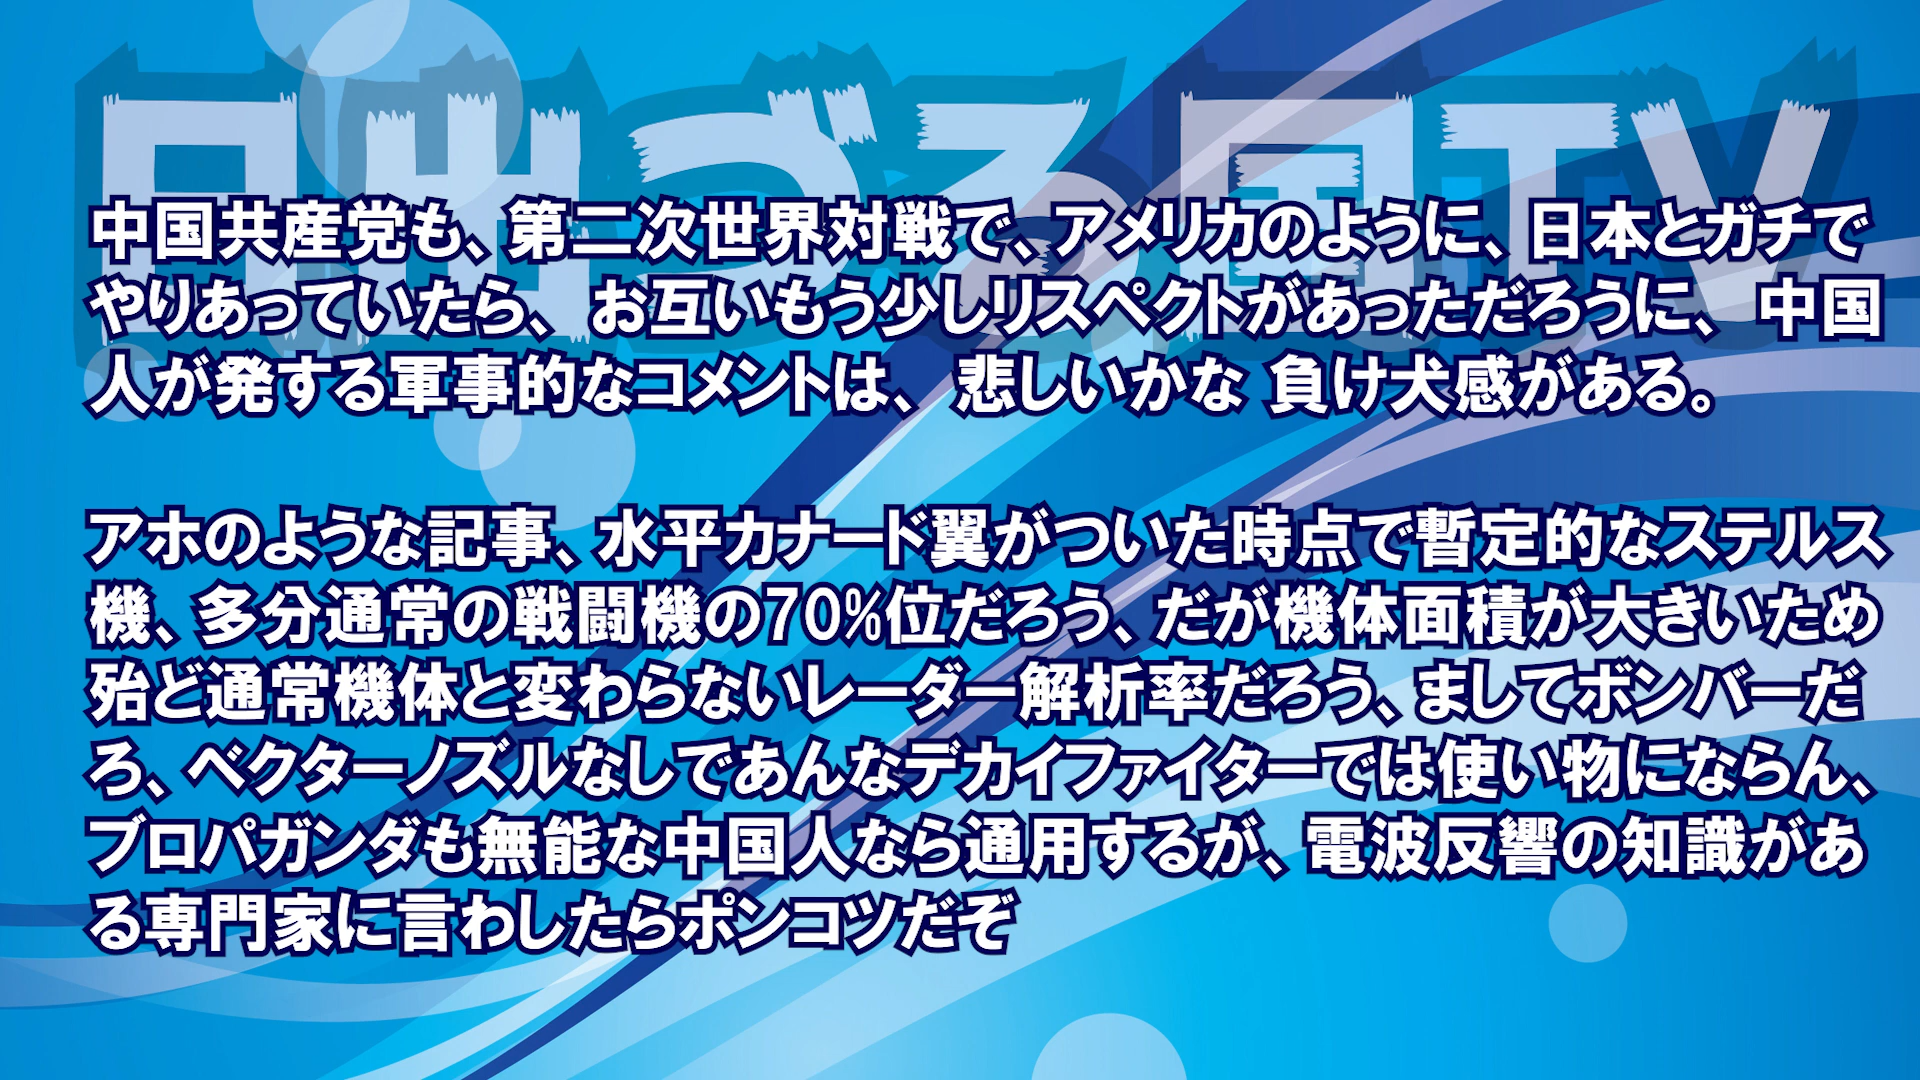 日出づる国TV
中国共産党も、第二次世界対戦で、アメリカのように、日本とガチで
やりあっていたら、お互いもう少しリスペクトがあっただろうに、中国
人が発する軍事的なコメントは、悲しいかな 負け犬感がある。
アホのような記事、水平カナード翼がついた時点で暫定的なステルス
機、多分通常の戦闘機の70%位だろう、だが機体面積が大きいため
殆ど通常機体と変わらないレーダー解析率だろう、ましてボンバーだ
ろ、ベクターノズルなしであんなデカイファイターでは使い物にならん、
プロパガンダも無能な中国人なら通用するが、電波反響の知識があ
る専門家に言わしたらポンコツだぞ